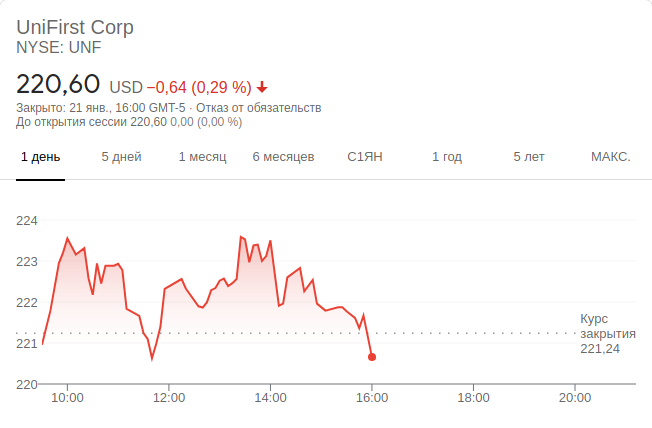 UniFirst Corp
NYSE: UNF
220,60 USD −0,64 (0,29 %)
Закрыто: 21 янв., 16:00 GMT-5 · Отказ от обязательств
До открытия сессии 220,60 0,00 (0,00 %)
1 день 5 дней 1 месяц 6 месяцев С1ЯН 1 год 5 лет МАКС.
224
223
222
221
220
Курс
закрытия
221,24
10:00 12:00 14:00 16:00 18:00 20:00